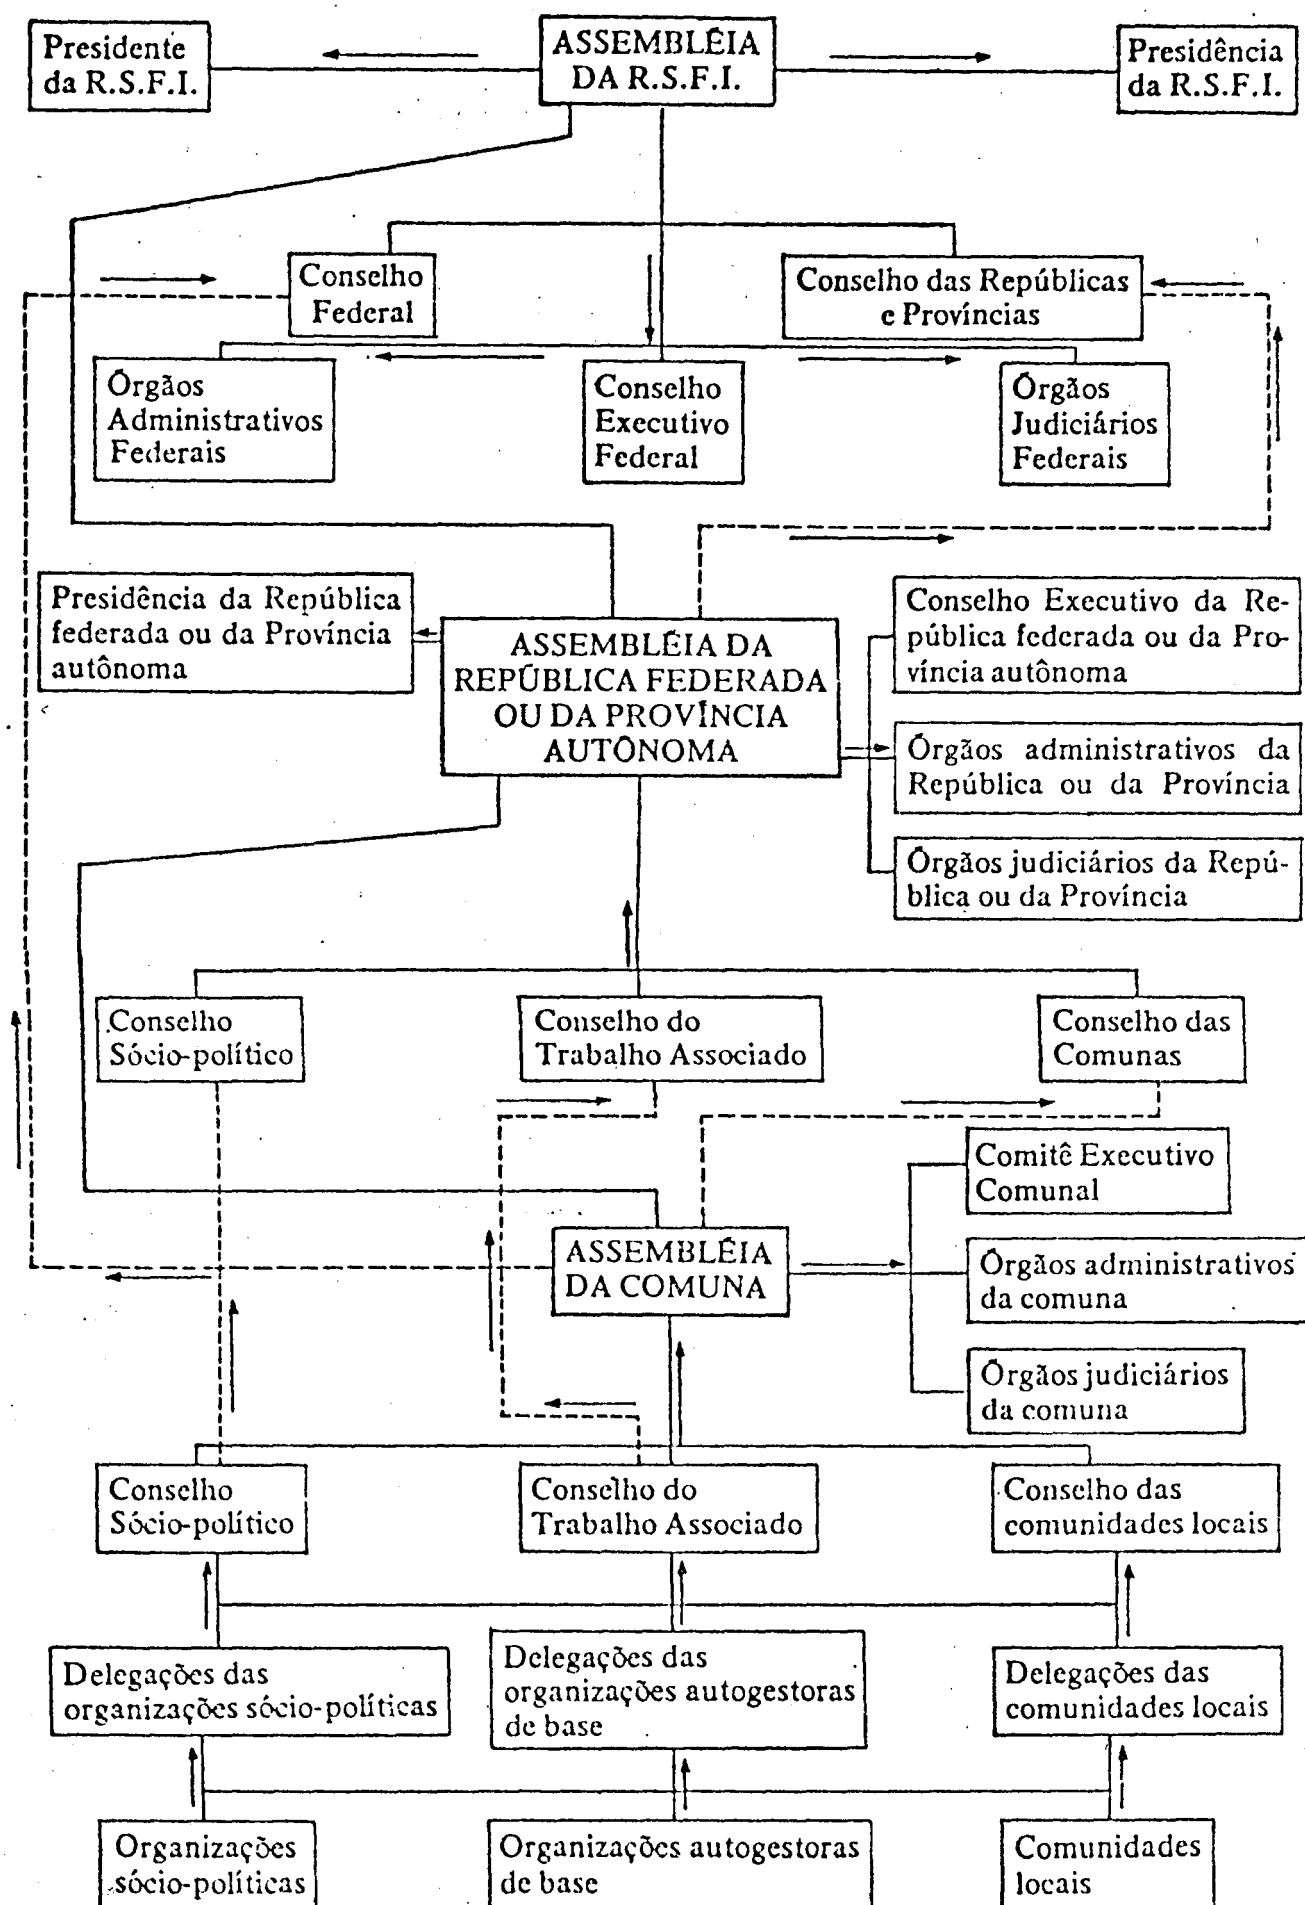 Presidente
da R.S.F.I.
ASSEMBLÉIA
DA R.S.F.I.
Presidência
da R.S.F.I.
Conselho
Federal
Conselho das Repúblicas
e Províncias
Órgãos
Administrativos
Federais
Conselho
Executivo
Federal
Órgãos
Judiciários
Federais
Presidência da República
federada ou da Província
autônoma
ASSEMBLÉIA DA
REPÚBLICA FEDERADA
OU DA PROVÍNCIA
AUTÔNOMA
Conselho Executivo da Re-
pública federada ou da Pro-
víncia autônoma
Órgãos administrativos da
República ou da Província
Órgãos judiciários da Repú-
blica ou da Província
Conselho
Sócio-político
Conselho do
Trabalho Associado
Conselho das
Comunas
ASSEMBLÉIA
DA COMUNA
Comitê Executivo
Comunal
Órgãos administrativos
da comuna
Órgãos judiciários
da comuna
Conselho
Sócio-político
Conselho do
Trabalho Associado
Conselho das
comunidades locais
Delegações das
organizações sócio-políticas
Delegações das
organizações autogestoras
de base
Delegações das
comunidades locais
Organizações
sócio-políticas
Organizações autogestoras
de base
Comunidades
locais